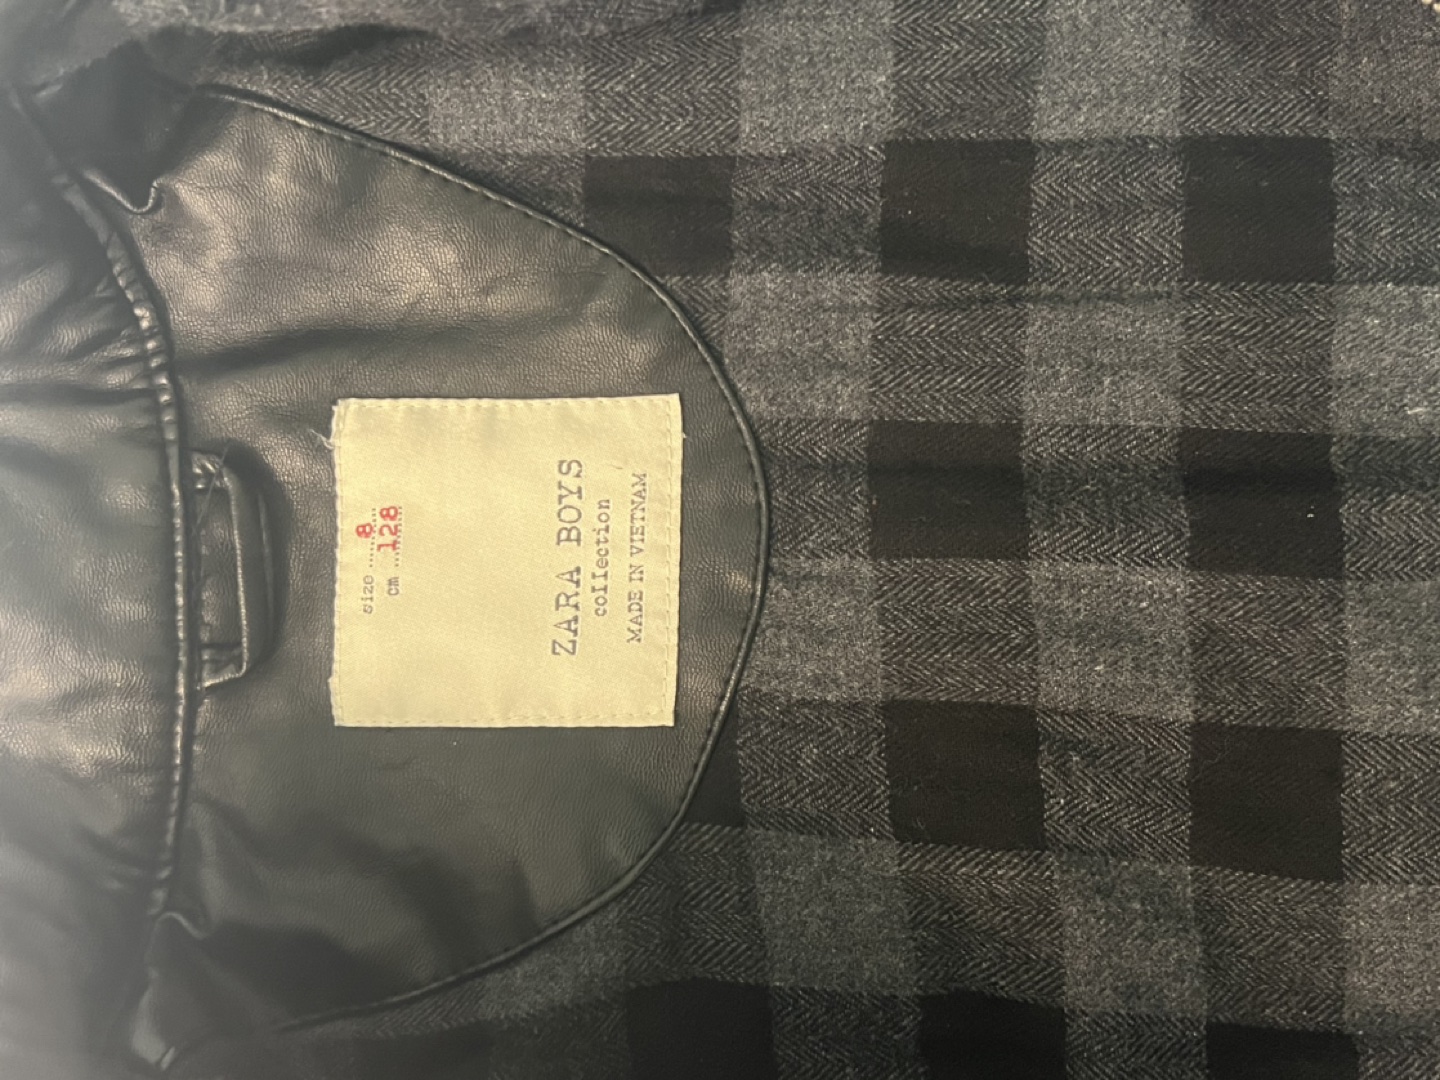 size ......8
cm ......128
ZARA BOYS
collection
MADE IN VIETNAM